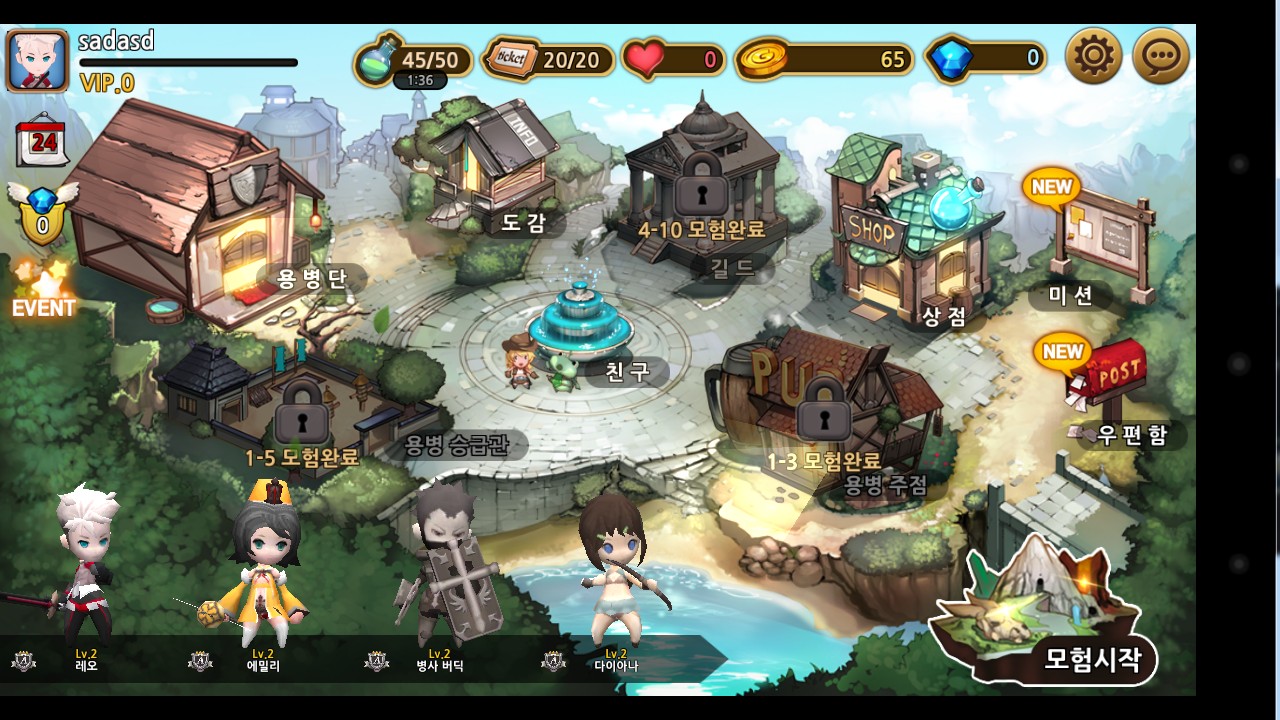 sadasd
VIP.0
45/50
1:36
ticket
20/20
0
65
0
24
0
EVENT
INFO
도감
4-10 모험완료
길드
SHOP
상점
NEW
미션
용병단
친구
NEW
POST
우편함
PUB
1-5 모험완료
용병 승급관
1-3 모험완료
용병 주점
Lv.2
레오
Lv.2
에밀리
Lv.2
병사 버딕
Lv.2
다이아나
모험시작